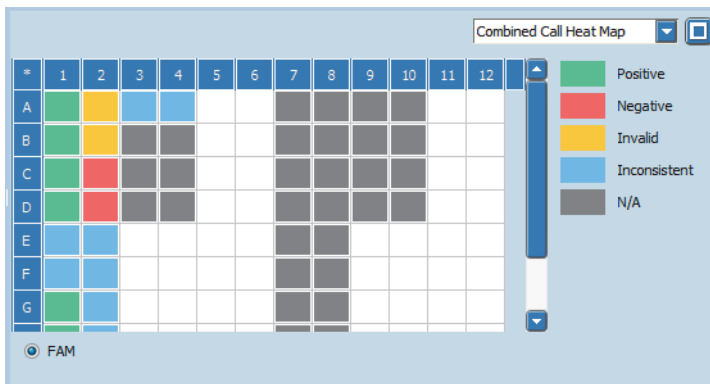 Combined Call Heat Map
* 1 2 3 4 5 6 7 8 9 10 11 12
A
B
C
D
E
F
G
Positive
Negative
Invalid
Inconsistent
N/A
FAM